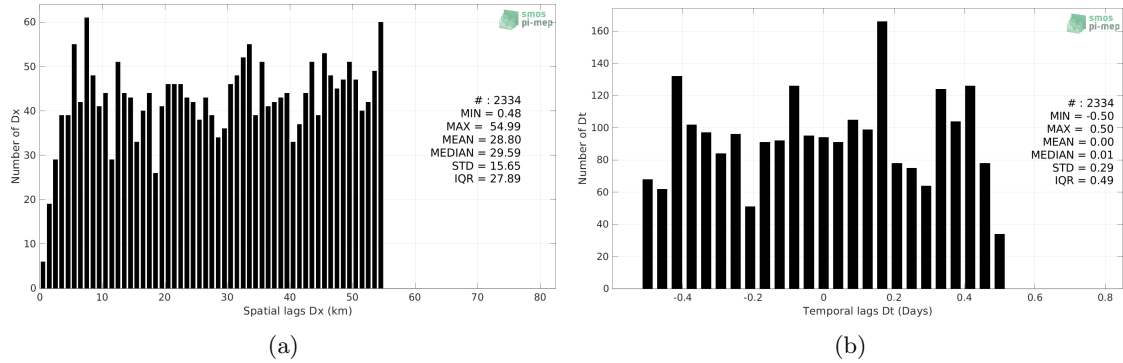 smos
pi-mep
60
50
40
30
20
10
0
Number of Dx
# : 2334
MIN = 0.48
MAX = 54.99
MEAN = 28.80
MEDIAN = 29.59
STD = 15.65
IQR = 27.89
0 10 20 30 40 50 60 70 80
Spatial lags Dx (km)
(a)
smos
pi-mep
160
140
120
100
80
60
40
20
0
Number of Dt
# : 2334
MIN = -0.50
MAX = 0.50
MEAN = 0.00
MEDIAN = 0.01
STD = 0.29
IQR = 0.49
-0.4 -0.2 0 0.2 0.4 0.6 0.8
Temporal lags Dt (Days)
(b)